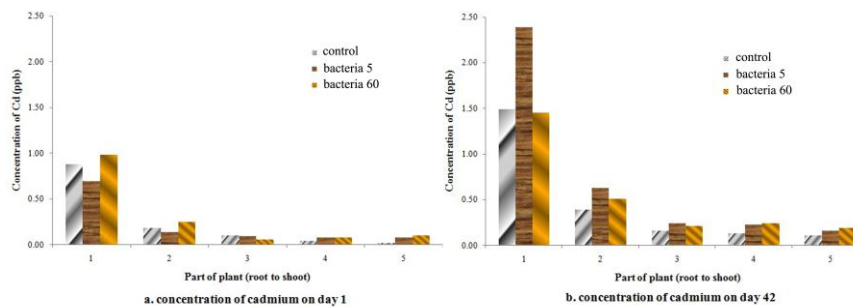 2.50
2.00
1.50
1.00
0.50
0.00
Concentration of Cd (ppb)
control
bacteria 5
bacteria 60
1 2 3 4 5
Part of plant (root to shoot)
a. concentration of cadmium on day 1
2.50
2.00
1.50
1.00
0.50
0.00
Concentration of Cd (ppb)
control
bacteria 5
bacteria 60
1 2 3 4 5
Part of plant (root to shoot)
b. concentration of cadmium on day 42